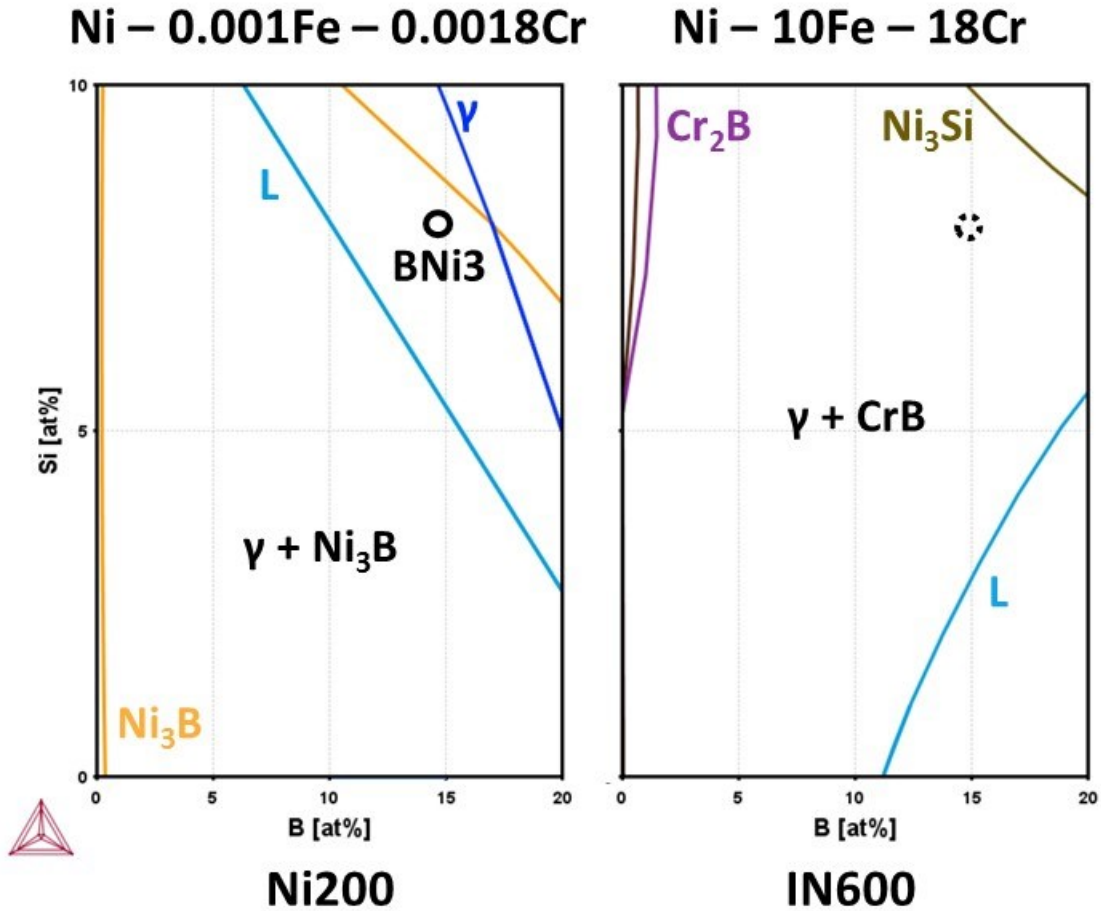 Ni – 0.001Fe – 0.0018Cr
Ni – 10Fe – 18Cr
10
γ
L
BNi3
5
Si [at%]
γ + Ni₃B
Ni₃B
0
0 5 10 15 20
B [at%]
Ni200
Cr₂B
Ni₃Si
γ + CrB
L
0 5 10 15 20
B [at%]
IN600